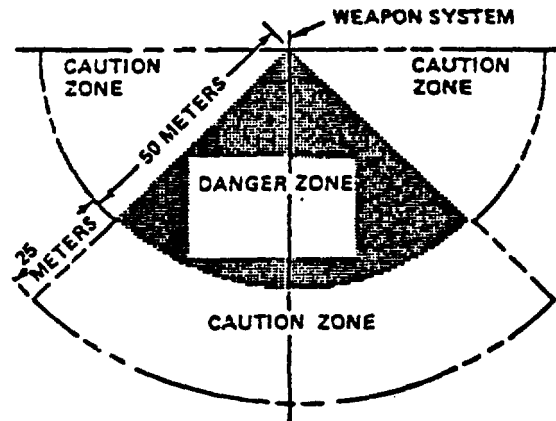 WEAPON SYSTEM
CAUTION
ZONE
CAUTION
ZONE
50 METERS
DANGER ZONE
25
METERS
CAUTION ZONE